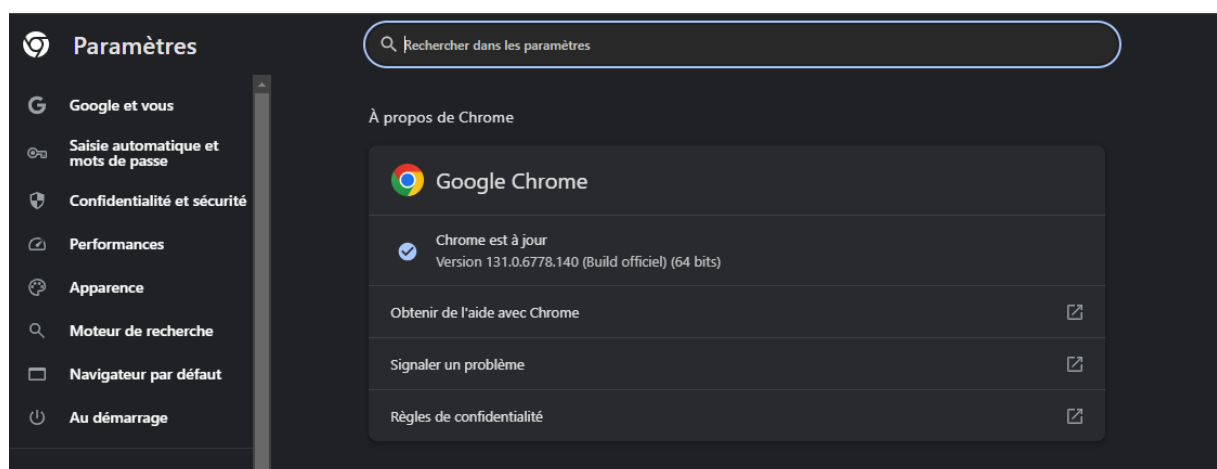 Paramètres
Rechercher dans les paramètres
Google et vous
Saisie automatique et
mots de passe
Confidentialité et sécurité
Performances
Apparence
Moteur de recherche
Navigateur par défaut
Au démarrage
À propos de Chrome
Google Chrome
Chrome est à jour
Version 131.0.6778.140 (Build officiel) (64 bits)
Obtenir de l'aide avec Chrome
Signaler un problème
Règles de confidentialité